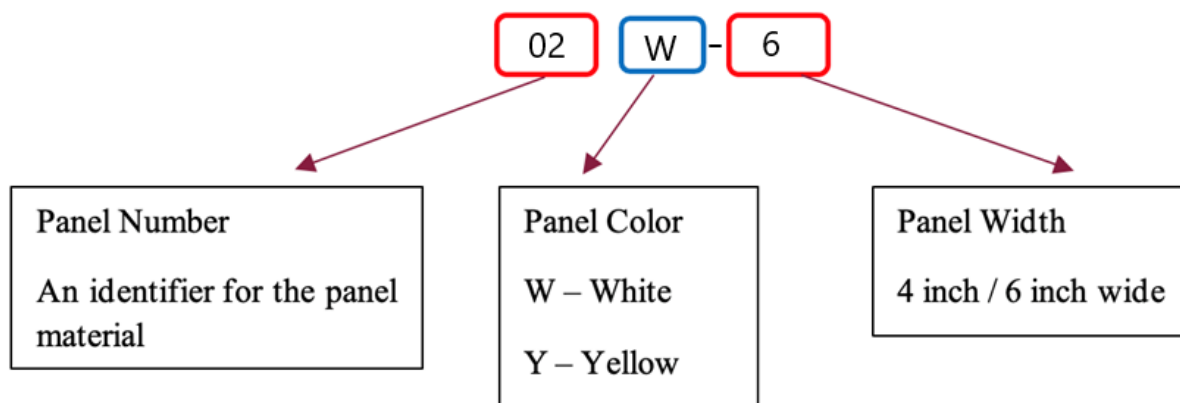 02 W - 6
Panel Number
An identifier for the panel
material
Panel Color
W – White
Y – Yellow
Panel Width
4 inch / 6 inch wide